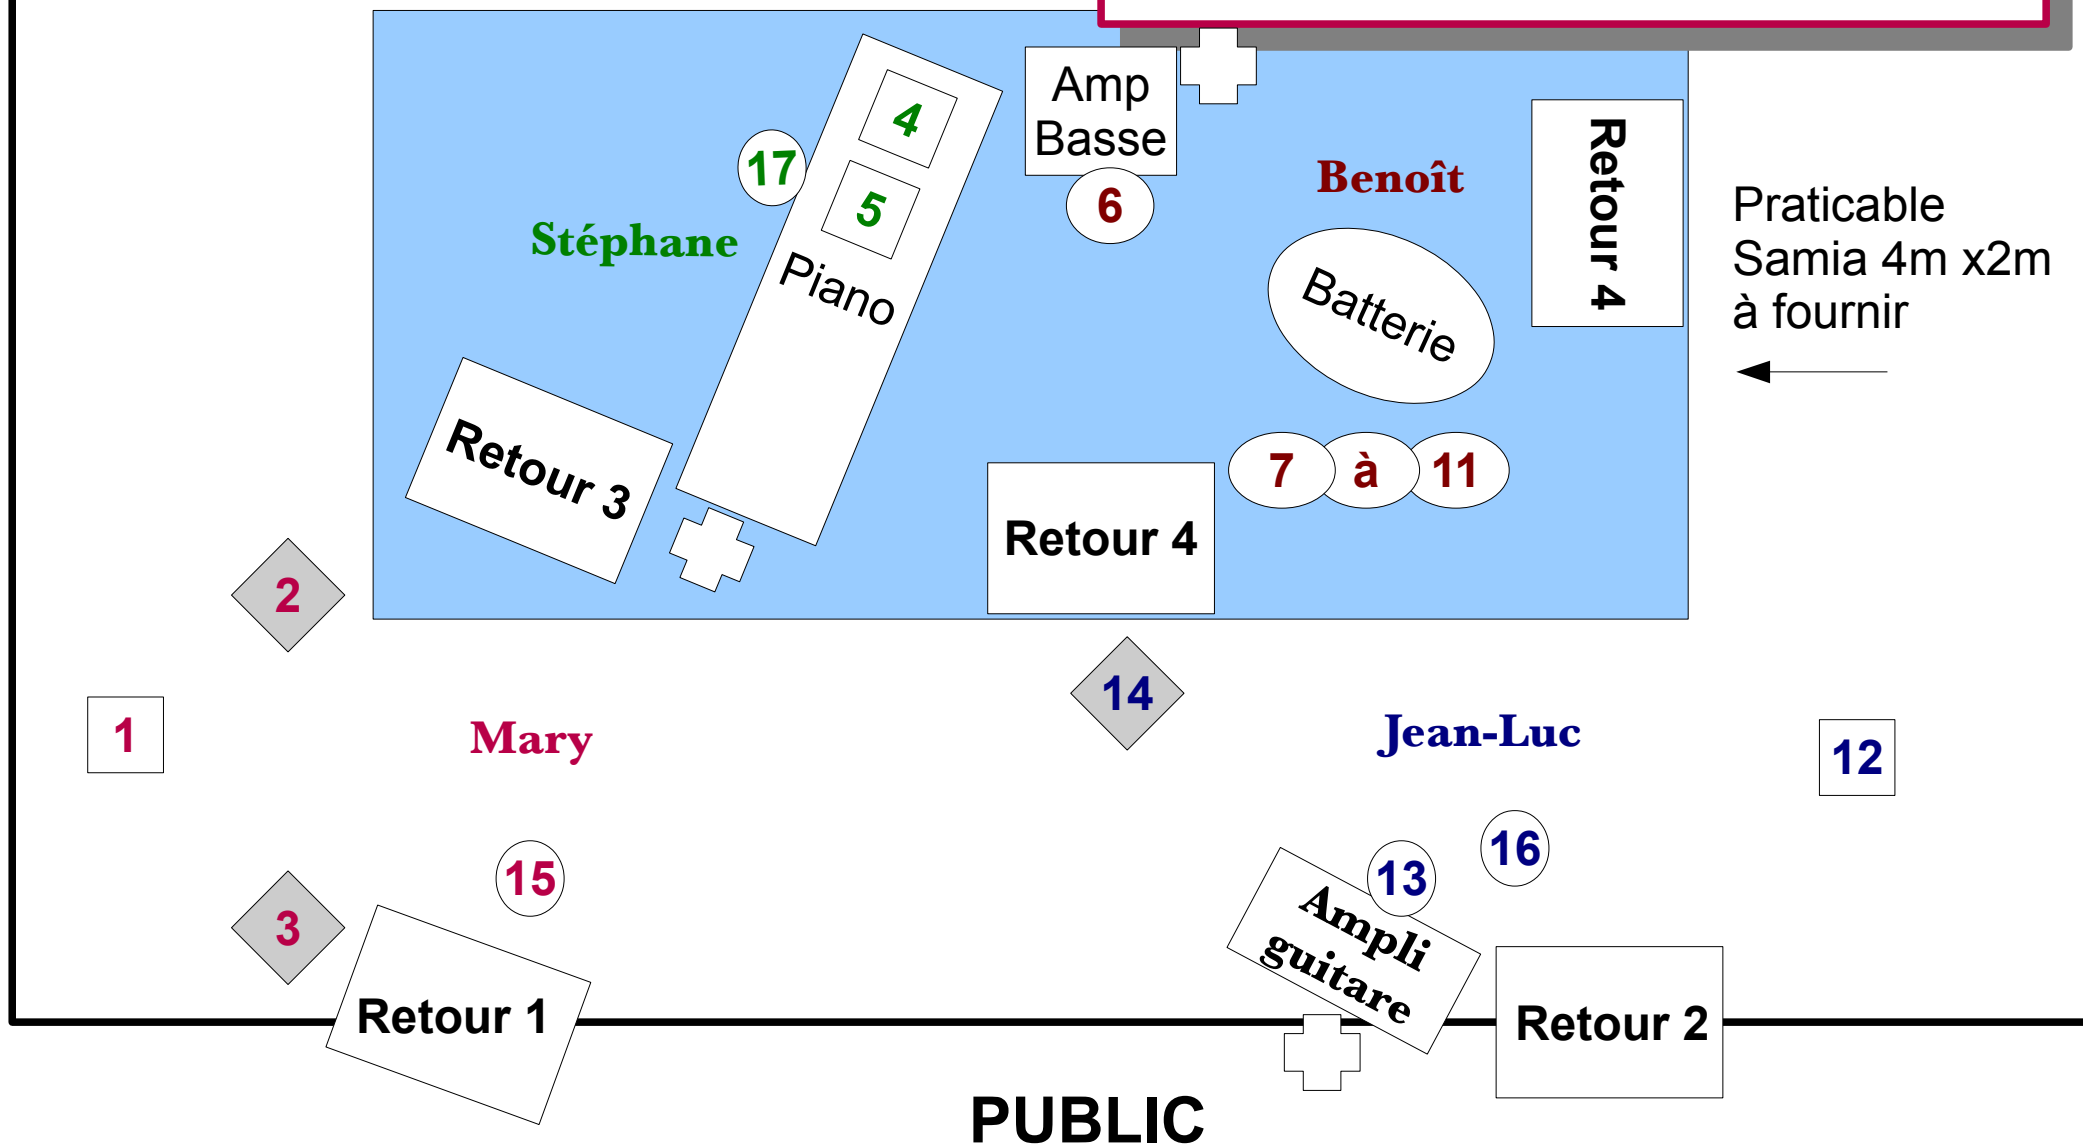 Amp
Basse
4
17
5
6
Stéphane
Piano
Benoît
Batterie
Retour 4
Praticable
Samia 4m x2m
à fournir
Retour 3
Retour 4
7 à 11
2
14
1
Mary
Jean-Luc
12
15
13
16
3
Ampli
guitare
Retour 1
Retour 2
PUBLIC